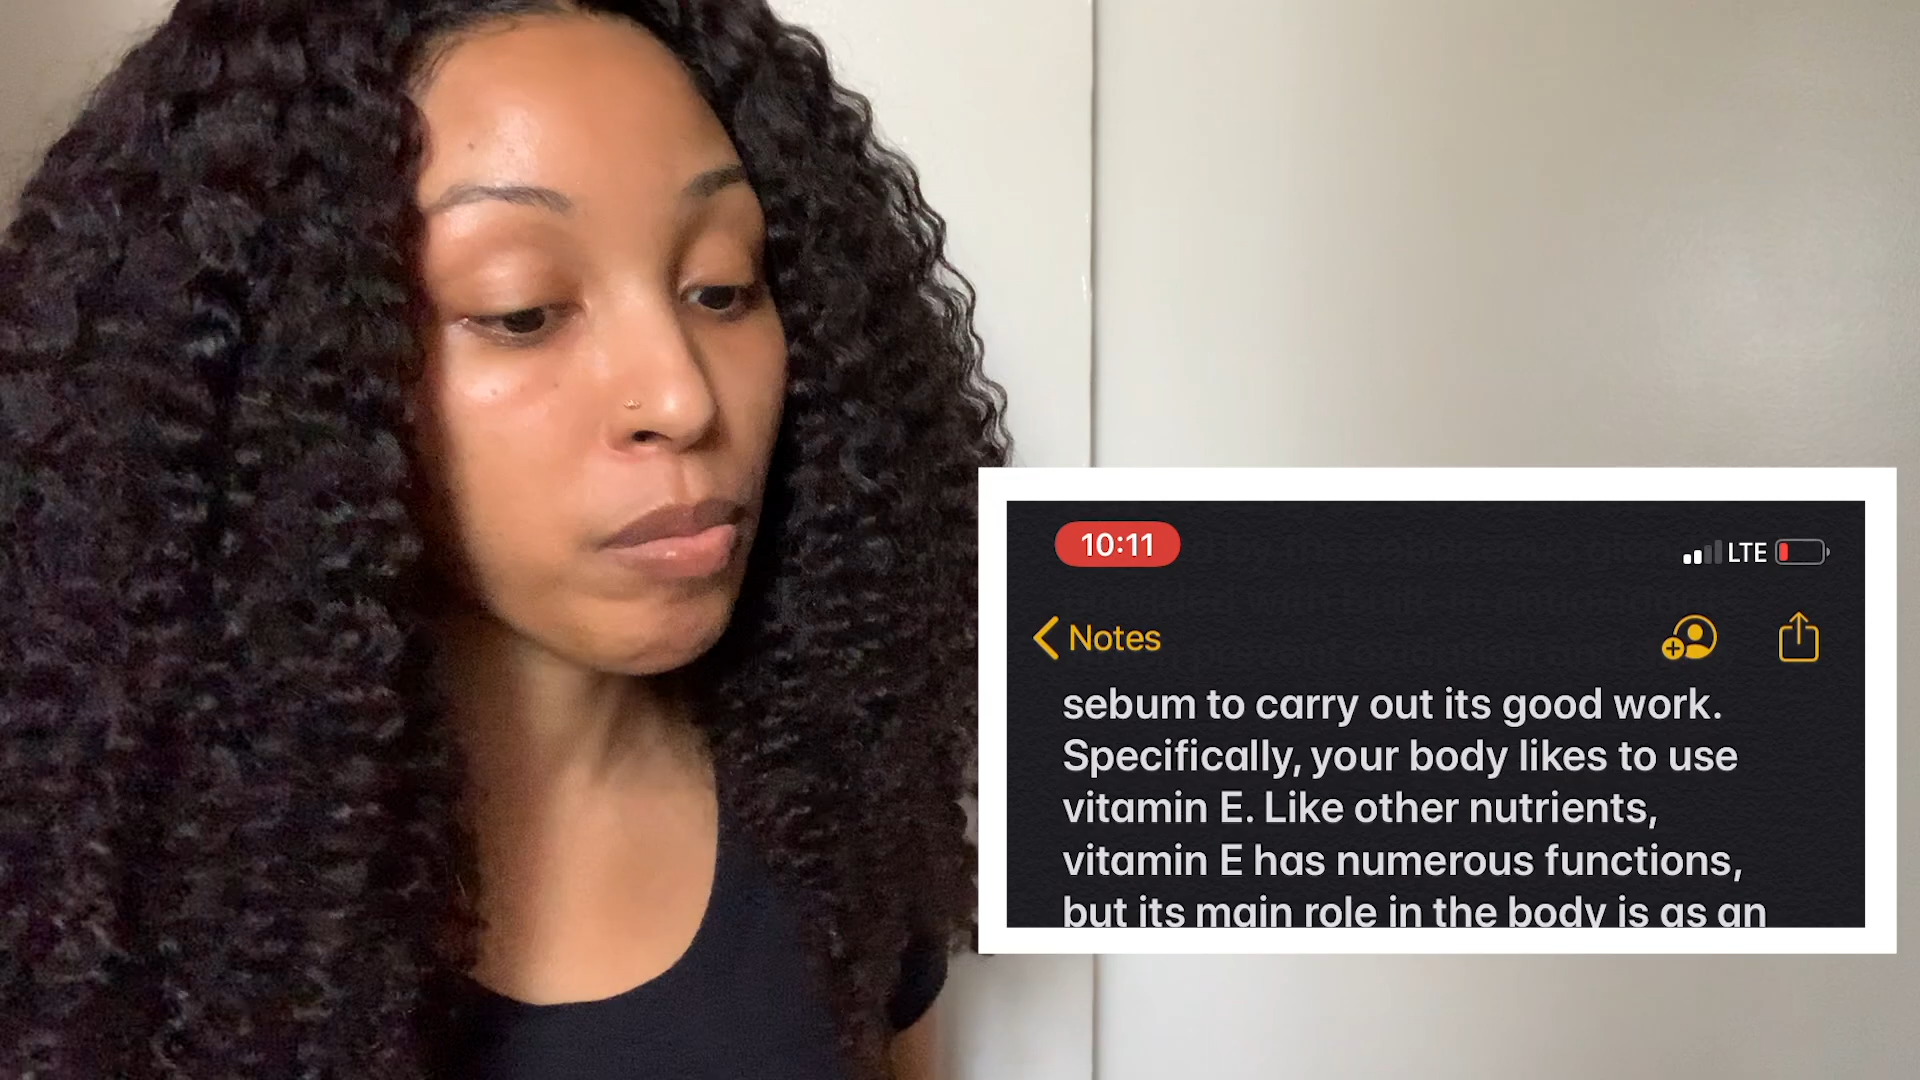 10:11
LTE
Notes
sebum to carry out its good work.
Specifically, your body likes to use
vitamin E. Like other nutrients,
vitamin E has numerous functions,
but its main role in the body is as an